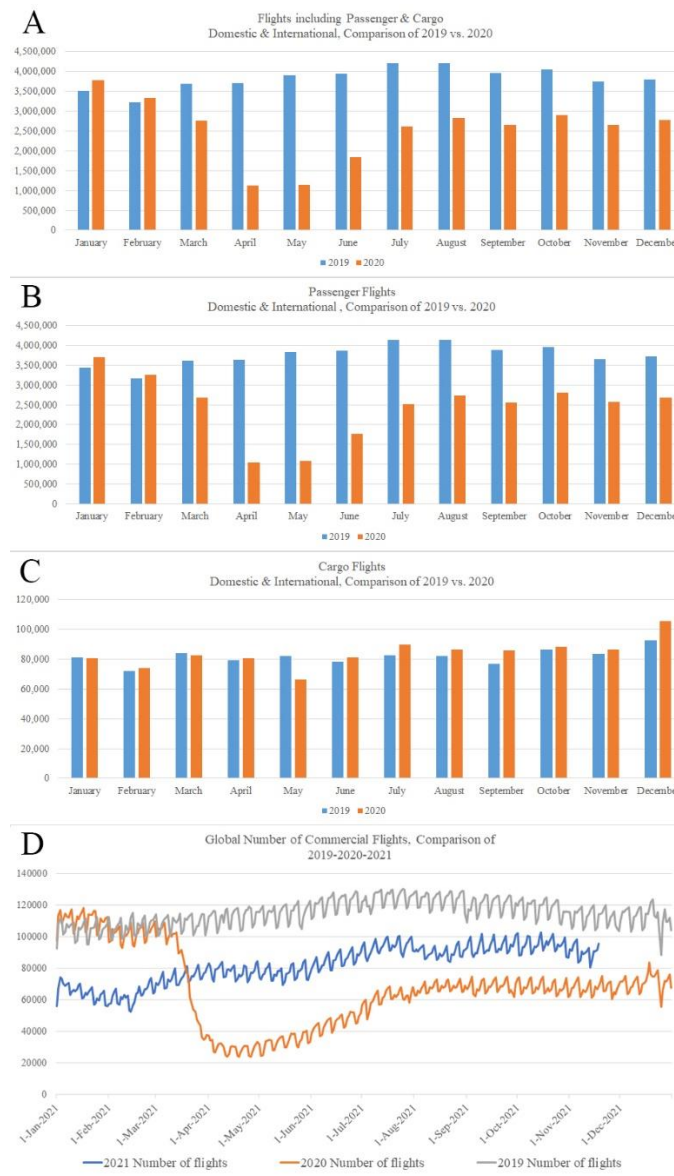 A
Flights including Passenger & Cargo
Domestic & International, Comparison of 2019 vs. 2020
4,500,000
4,000,000
3,500,000
3,000,000
2,500,000
2,000,000
1,500,000
1,000,000
500,000
0
January February March April May June July August September October November December
2019 2020
B
Passenger Flights
Domestic & International , Comparison of 2019 vs. 2020
4,500,000
4,000,000
3,500,000
3,000,000
2,500,000
2,000,000
1,500,000
1,000,000
500,000
0
January February March April May June July August September October November December
2019 2020
C
Cargo Flights
Domestic & International, Comparison of 2019 vs. 2020
120,000
100,000
80,000
60,000
40,000
20,000
0
January February March April May June July August September October November December
2019 2020
D
Global Number of Commercial Flights, Comparison of
2019-2020-2021
140000
120000
100000
80000
60000
40000
20000
0
1-Jan-2021 1-Feb-2021 1-Mar-2021 1-Apr-2021 1-May-2021 1-Jun-2021 1-Jul-2021 1-Aug-2021 1-Sep-2021 1-Oct-2021 1-Nov-2021 1-Dec-2021
2021 Number of flights 2020 Number of flights 2019 Number of flights